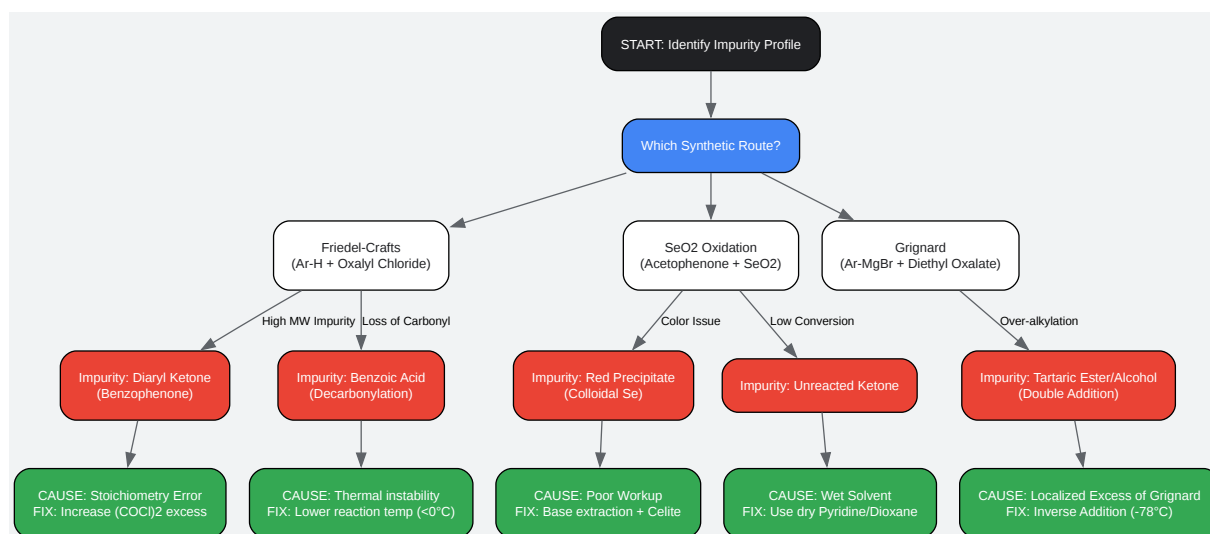 START: Identify Impurity Profile
Which Synthetic Route?
Friedel-Crafts
(Ar-H + Oxalyl Chloride)
SeO2 Oxidation
(Acetophenone + SeO2)
Grignard
(Ar-MgBr + Diethyl Oxalate)
High MW Impurity
Loss of Carbonyl
Color Issue
Low Conversion
Over-alkylation
Impurity: Diaryl Ketone
(Benzophenone)
Impurity: Benzoic Acid
(Decarbonylation)
Impurity: Red Precipitate
(Colloidal Se)
Impurity: Unreacted Ketone
Impurity: Tartaric Ester/Alcohol
(Double Addition)
CAUSE: Stoichiometry Error
FIX: Increase (COCl)2 excess
CAUSE: Thermal instability
FIX: Lower reaction temp (<0°C)
CAUSE: Poor Workup
FIX: Base extraction + Celite
CAUSE: Wet Solvent
FIX: Use dry Pyridine/Dioxane
CAUSE: Localized Excess of Grignard
FIX: Inverse Addition (-78°C)